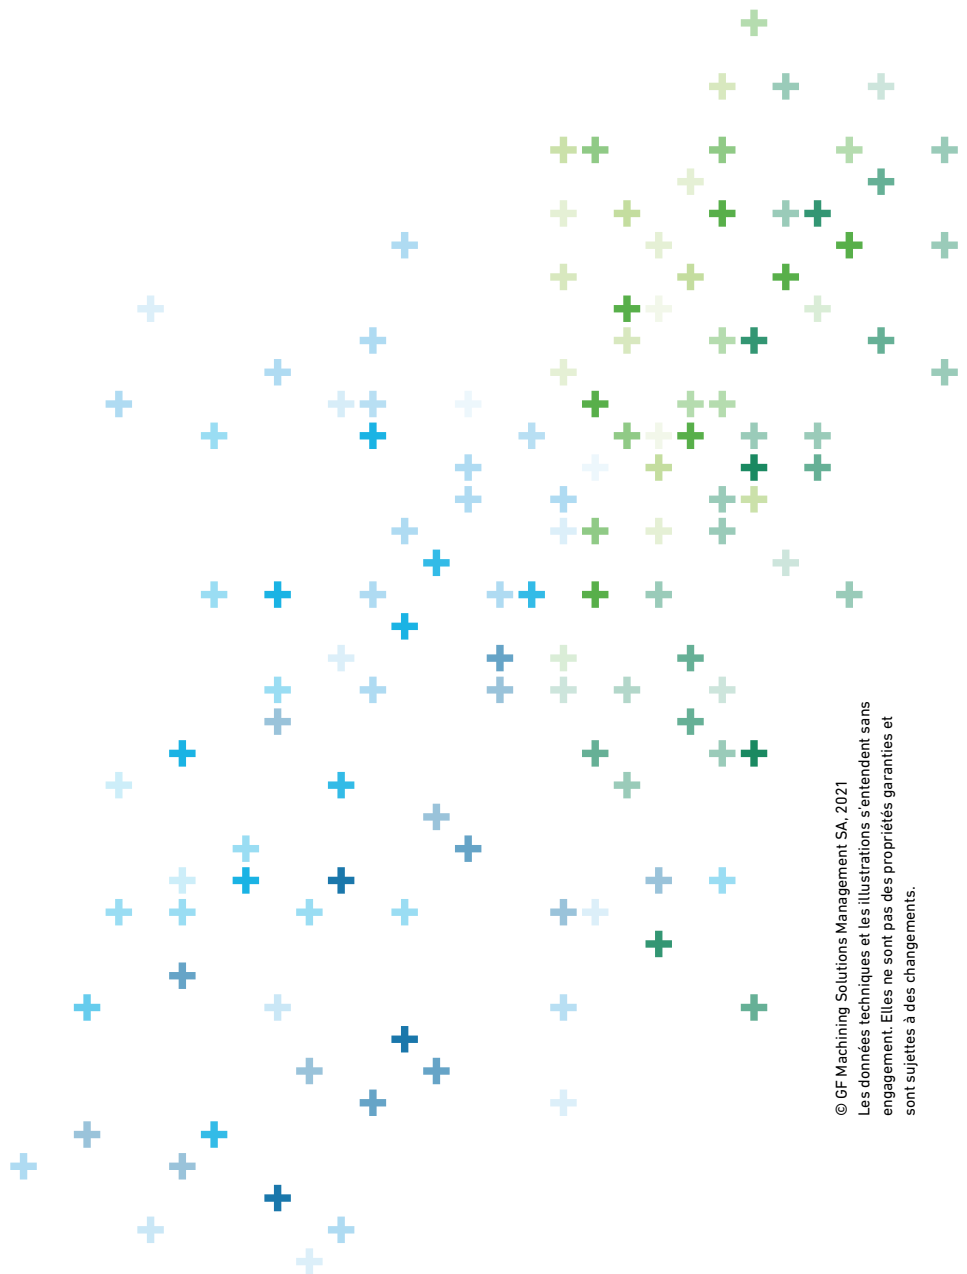 © GF Machining Solutions Management SA, 2021
Les données techniques et les illustrations s’entendent sans
engagement. Elles ne sont pas des propriétés garanties et
sont sujettes à des changements.